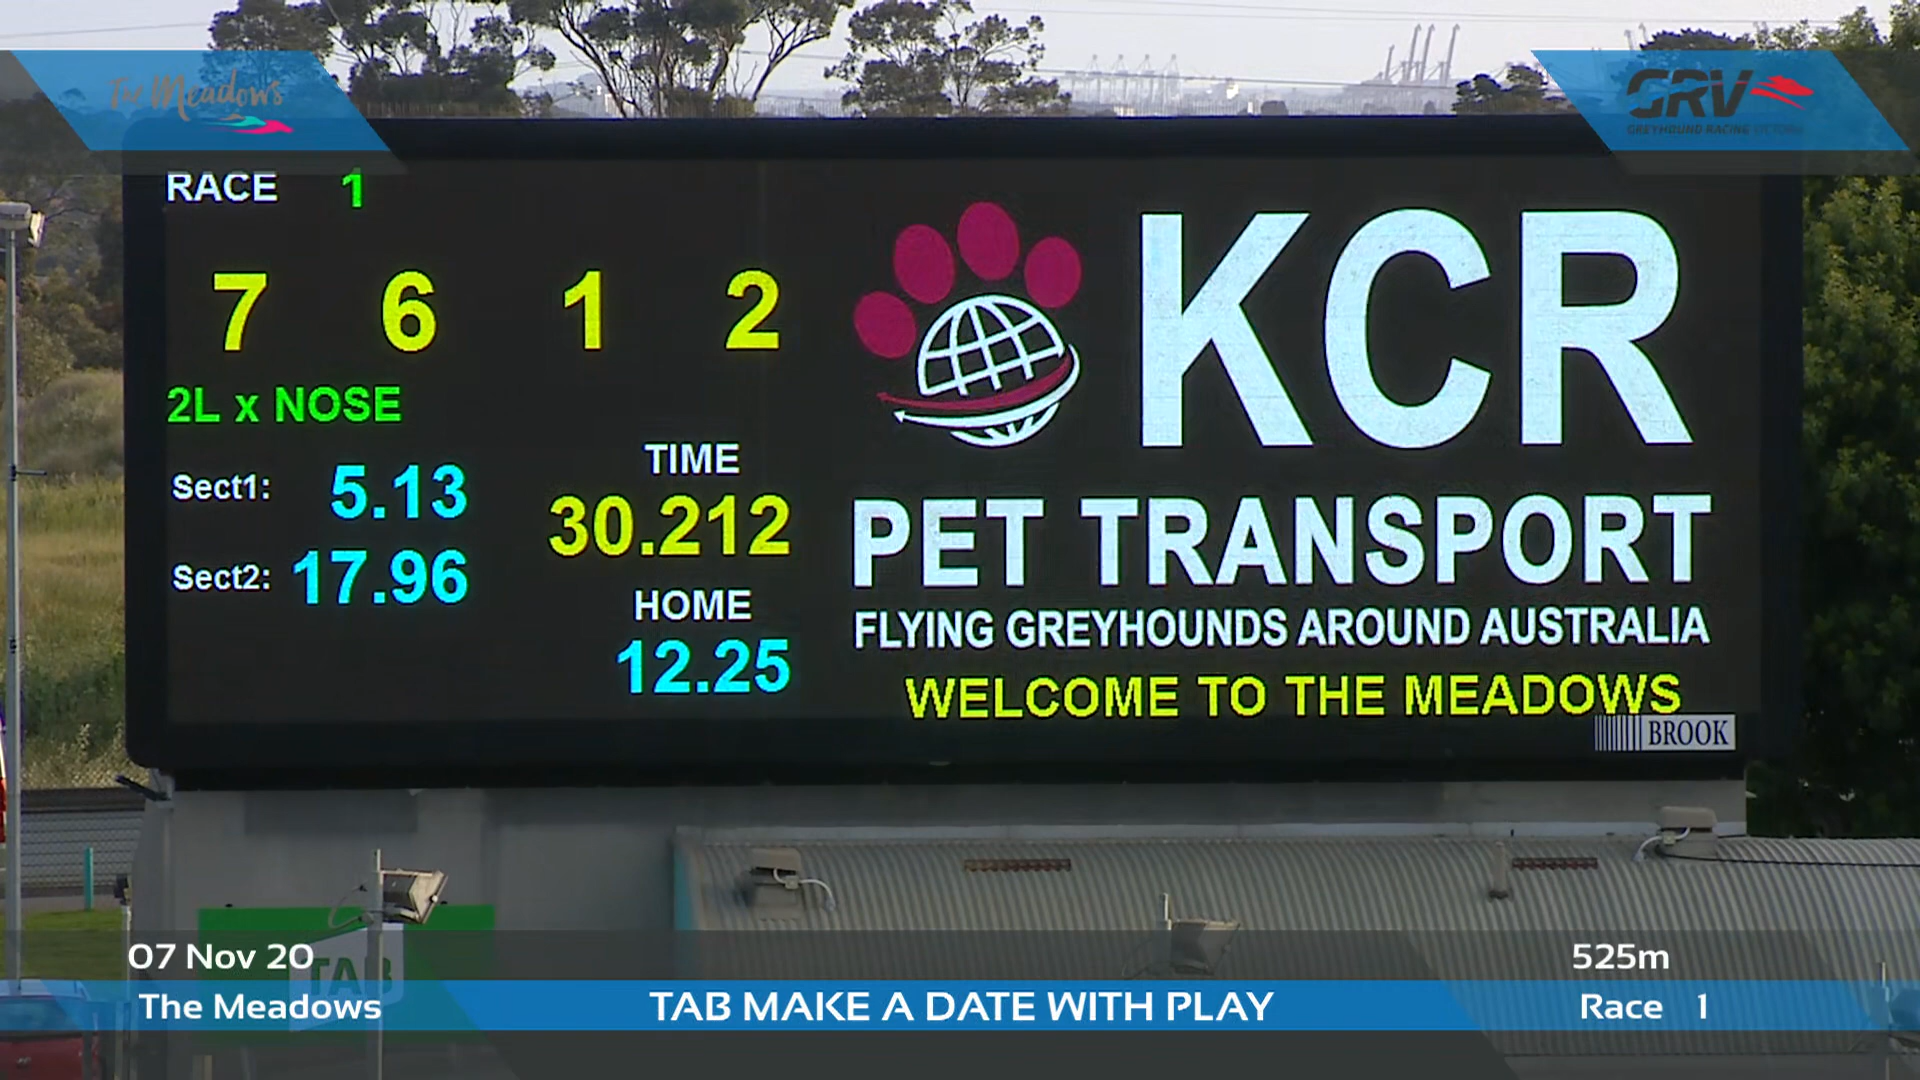 The Meadows
GRV
GREYHOUND RACING VICTORIA
RACE 1
7 6 1 2
2L x NOSE
Sect1: 5.13
Sect2: 17.96
TIME
30.212
HOME
12.25
KCR
PET TRANSPORT
FLYING GREYHOUNDS AROUND AUSTRALIA
WELCOME TO THE MEADOWS
BROOK
TAB
07 Nov 20
525m
The Meadows
TAB MAKE A DATE WITH PLAY
Race 1